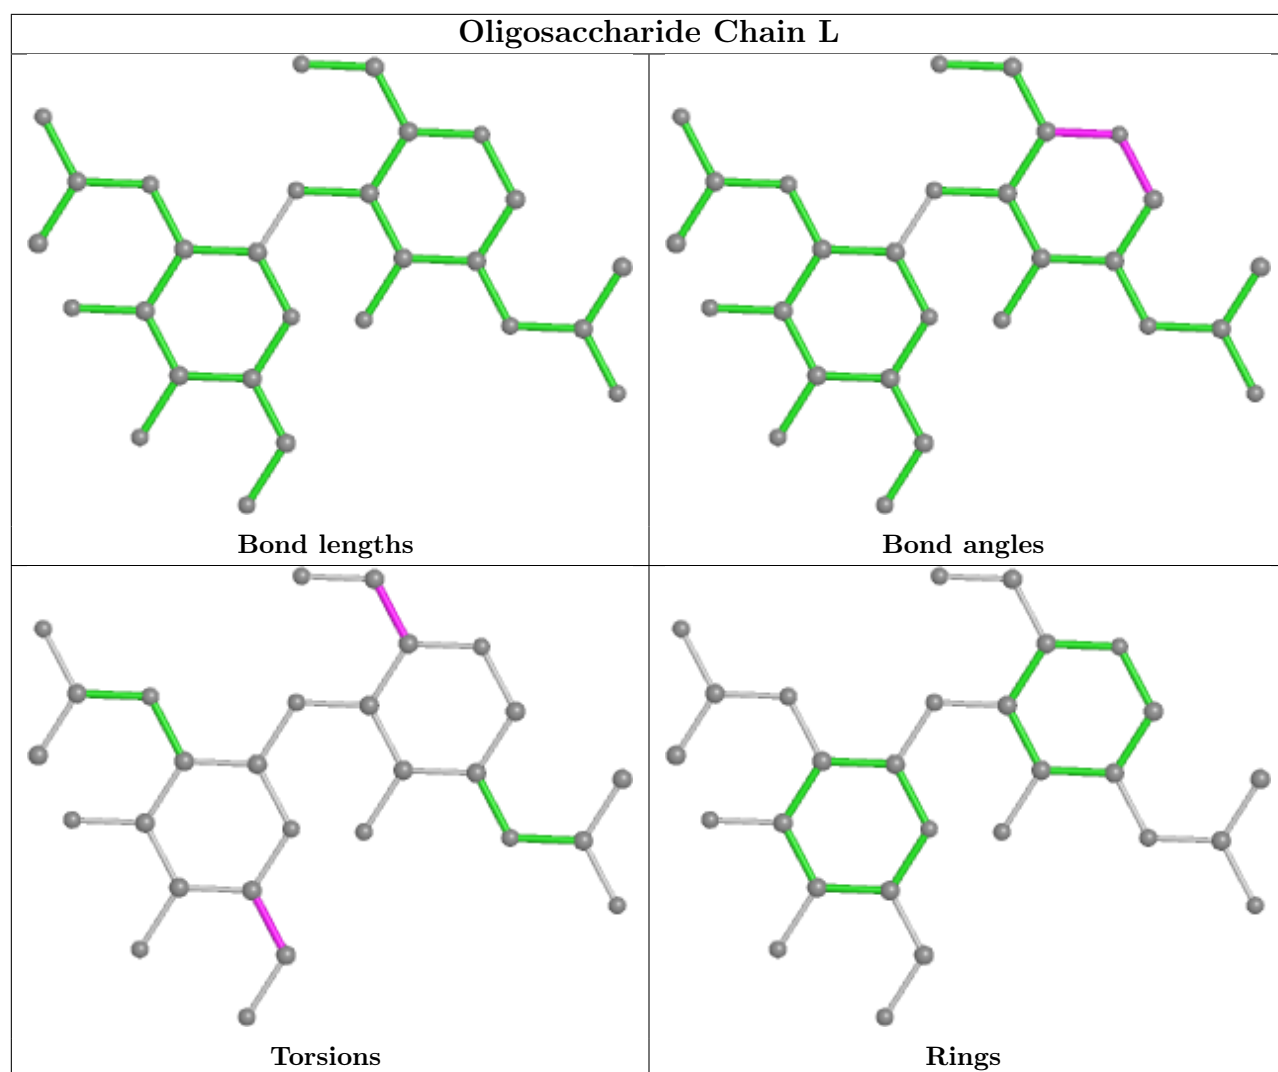 Oligosaccharide Chain L
Bond lengths
Bond angles
Torsions
Rings